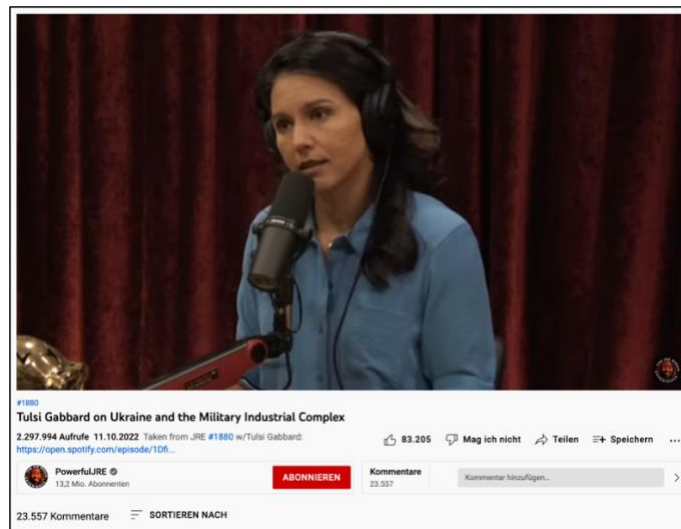 #1880
Tulsi Gabbard on Ukraine and the Military Industrial Complex
2.297.994 Aufrufe 11.10.2022 Taken from JRE #1880 w/Tulsi Gabbard:
https://open.spotify.com/episode/1Dfi...
83.205 Mag ich nicht Teilen Speichern ...
PowerfulJRE
13,2 Mio. Abonnenten
ABONNIEREN
Kommentare
23.557
Kommentar hinzufügen...
23.557 Kommentare SORTIEREN NACH